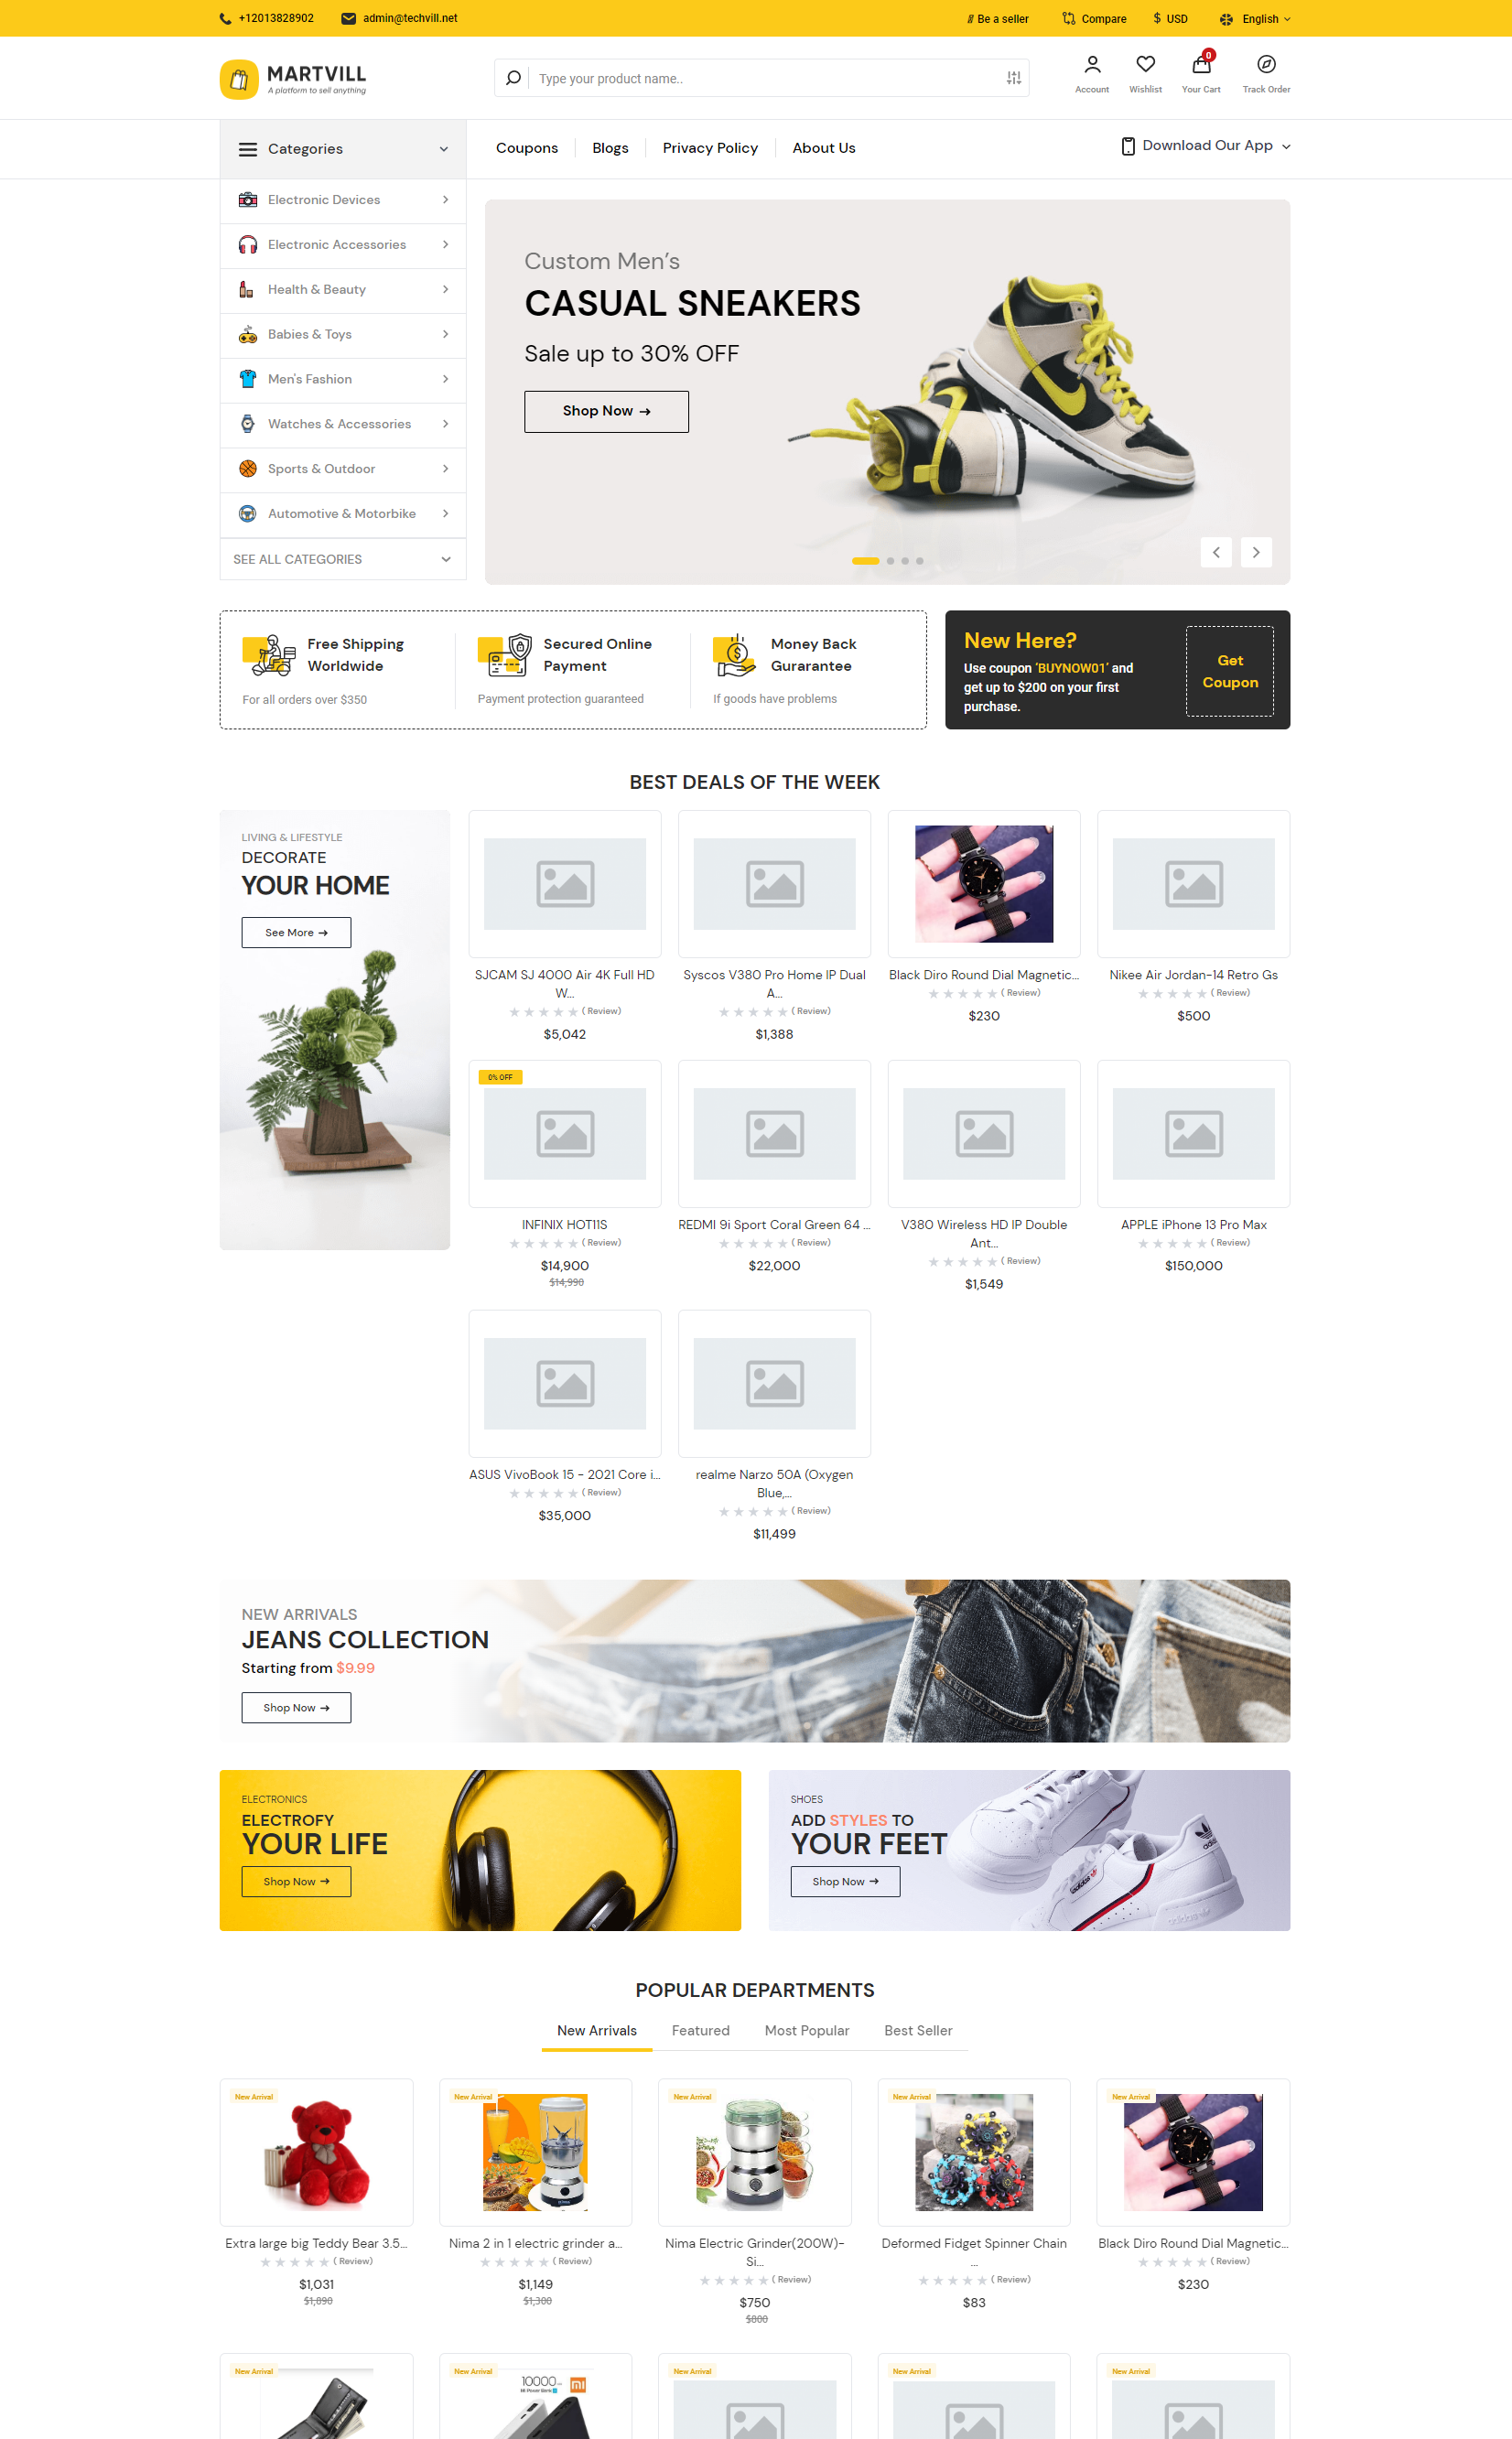 +12013828902
admin@techvill.net
// Be a seller
Compare
$ USD
English
MARTVILL
A platform to sell anything
Type your product name..
Account
Wishlist
0
Your Cart
Track Order
Categories
Coupons
Blogs
Privacy Policy
About Us
Download Our App
Electronic Devices
Electronic Accessories
Health & Beauty
Babies & Toys
Men's Fashion
Watches & Accessories
Sports & Outdoor
Automotive & Motorbike
SEE ALL CATEGORIES
Custom Men's
CASUAL SNEAKERS
Sale up to 30% OFF
Shop Now →
Free Shipping
Worldwide
For all orders over $350
Secured Online
Payment
Payment protection guaranteed
Money Back
Gurarantee
If goods have problems
New Here?
Use coupon 'BUYNOW01' and
get up to $200 on your first
purchase.
Get
Coupon
BEST DEALS OF THE WEEK
LIVING & LIFESTYLE
DECORATE
YOUR HOME
See More →
SJCAM SJ 4000 Air 4K Full HD
W...
( Review)
$5,042
Syscos V380 Pro Home IP Dual
A...
( Review)
$1,388
Black Diro Round Dial Magnetic...
( Review)
$230
Nikee Air Jordan-14 Retro Gs
( Review)
$500
0% OFF
INFINIX HOT11S
( Review)
$14,900
$14,990
REDMI 9i Sport Coral Green 64 ...
( Review)
$22,000
V380 Wireless HD IP Double
Ant...
( Review)
$1,549
APPLE iPhone 13 Pro Max
( Review)
$150,000
ASUS VivoBook 15 - 2021 Core i...
( Review)
$35,000
realme Narzo 50A (Oxygen
Blue,...
( Review)
$11,499
NEW ARRIVALS
JEANS COLLECTION
Starting from $9.99
Shop Now →
ELECTRONICS
ELECTROFY
YOUR LIFE
Shop Now →
SHOES
ADD STYLES TO
YOUR FEET
Shop Now →
adidas
POPULAR DEPARTMENTS
New Arrivals
Featured
Most Popular
Best Seller
New Arrival
Extra large big Teddy Bear 3.5...
( Review)
$1,031
$1,890
New Arrival
Nima 2 in 1 electric grinder a...
( Review)
$1,149
$1,300
New Arrival
Nima Electric Grinder(200W)-
Si...
( Review)
$750
$800
New Arrival
Deformed Fidget Spinner Chain
...
( Review)
$83
New Arrival
Black Diro Round Dial Magnetic...
( Review)
$230
New Arrival
New Arrival
10000
Mi Power Bank
mi
New Arrival
New Arrival
New Arrival